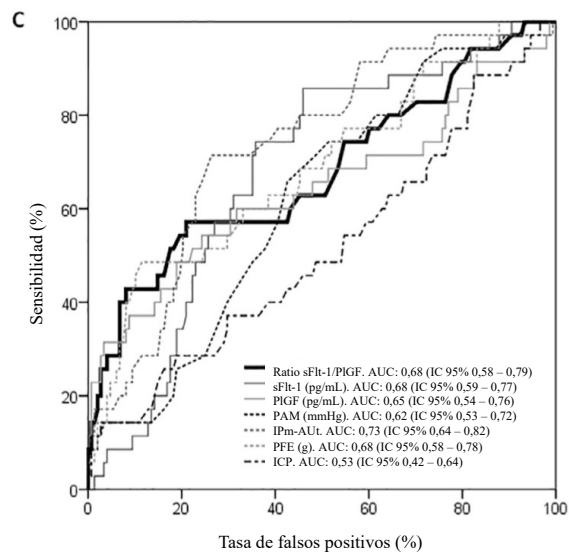 C
100
80
60
40
20
0
Sensibilidad (%)
Ratio sFlt-1/PlGF. AUC: 0,68 (IC 95% 0,58 – 0,79)
sFlt-1 (pg/mL). AUC: 0,68 (IC 95% 0,59 – 0,77)
PlGF (pg/mL). AUC: 0,65 (IC 95% 0,54 – 0,76)
PAM (mmHg). AUC: 0,62 (IC 95% 0,53 – 0,72)
IPm-AUt. AUC: 0,73 (IC 95% 0,64 – 0,82)
PFE (g). AUC: 0,68 (IC 95% 0,58 – 0,78)
ICP. AUC: 0,53 (IC 95% 0,42 – 0,64)
0 20 40 60 80 100
Tasa de falsos positivos (%)